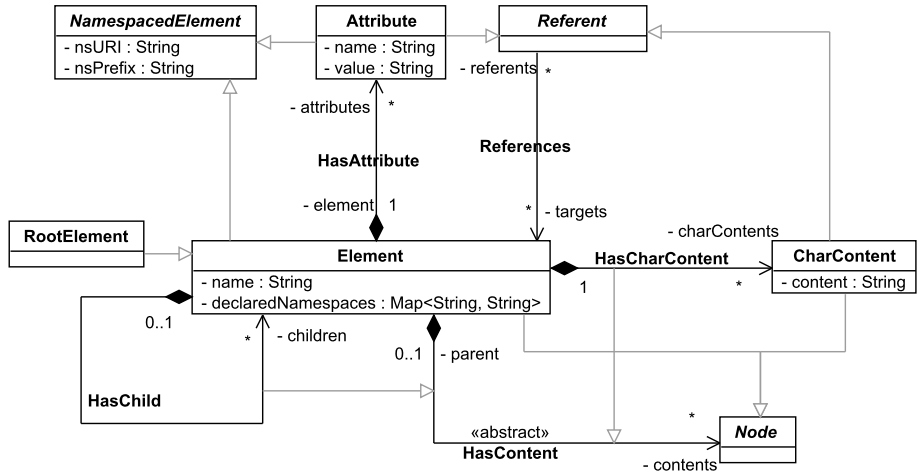 NamespacedElement
- nsURI : String
- nsPrefix : String
Attribute
- name : String
- value : String
Referent
- referents
*
- attributes
*
HasAttribute
References
- element
1
*
- targets
RootElement
Element
- name : String
- declaredNamespaces : Map<String, String>
- charContents
HasCharContent
1
*
CharContent
- content : String
0..1
*
- children
HasChild
0..1
- parent
«abstract»
HasContent
*
- contents
Node